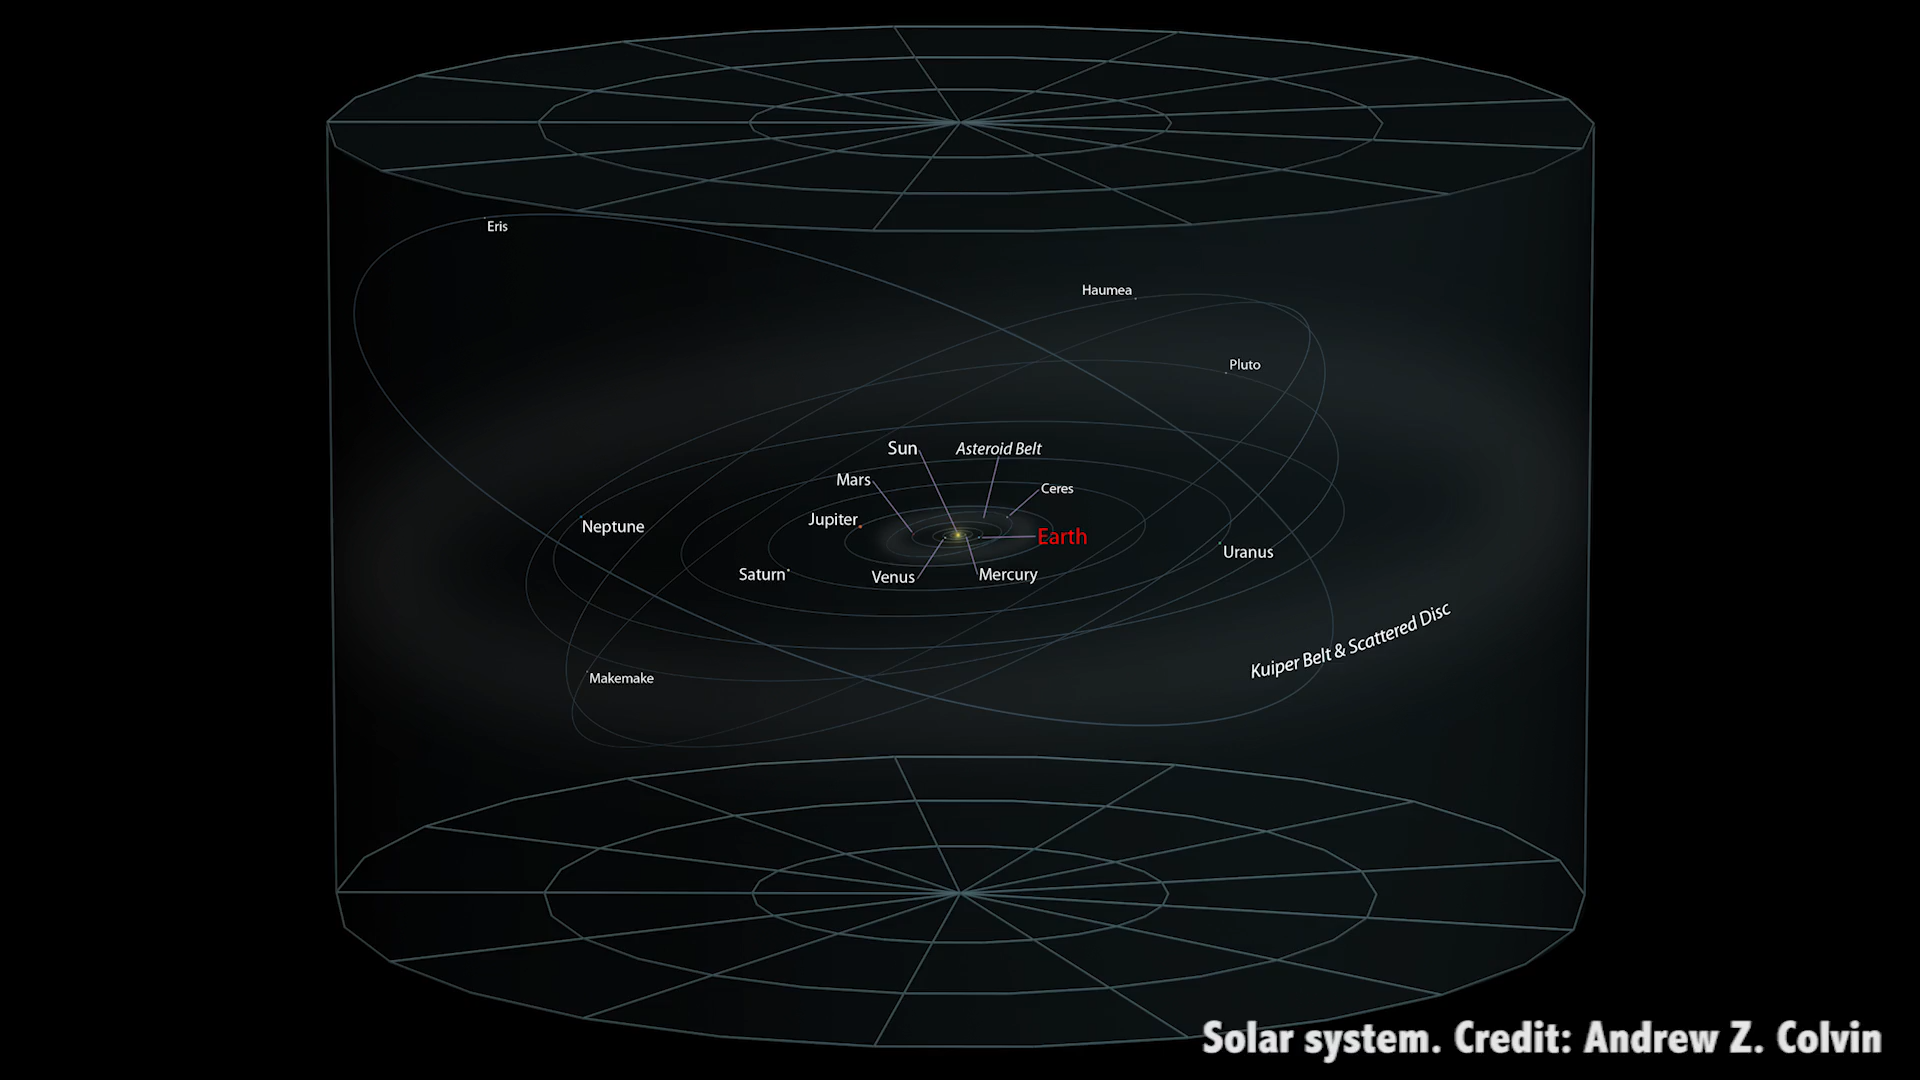 Eris
Haumea
Pluto
Sun
Asteroid Belt
Mars
Ceres
Jupiter
Neptune
Earth
Uranus
Saturn
Venus
Mercury
Kuiper Belt & Scattered Disc
Makemake
Solar system. Credit: Andrew Z. Colvin